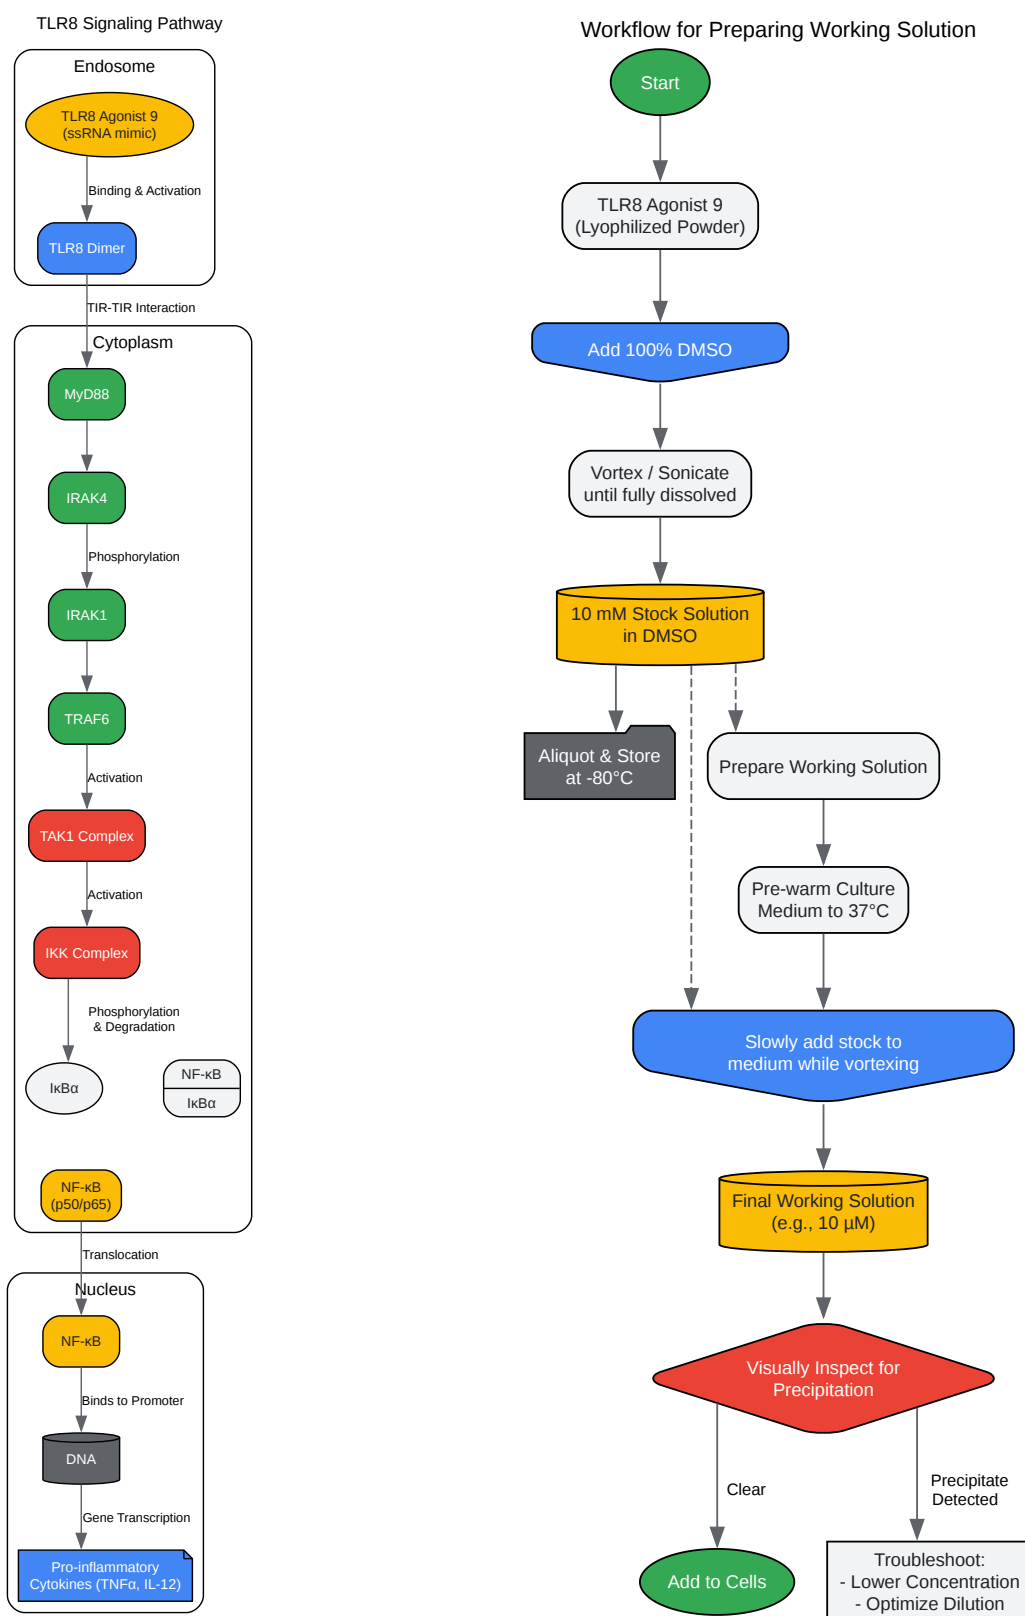 TLR8 Signaling Pathway
Endosome
TLR8 Agonist 9
(ssRNA mimic)
Binding & Activation
TLR8 Dimer
TIR-TIR Interaction
Cytoplasm
MyD88
IRAK4
Phosphorylation
IRAK1
TRAF6
Activation
TAK1 Complex
Activation
IKK Complex
Phosphorylation
& Degradation
IκBα
NF-κB
IκBα
NF-κB
(p50/p65)
Translocation
Nucleus
NF-κB
Binds to Promoter
DNA
Gene Transcription
Pro-inflammatory
Cytokines (TNFα, IL-12)
Workflow for Preparing Working Solution
Start
TLR8 Agonist 9
(Lyophilized Powder)
Add 100% DMSO
Vortex / Sonicate
until fully dissolved
10 mM Stock Solution
in DMSO
Aliquot & Store
at -80°C
Prepare Working Solution
Pre-warm Culture
Medium to 37°C
Slowly add stock to
medium while vortexing
Final Working Solution
(e.g., 10 µM)
Visually Inspect for
Precipitation
Clear
Precipitate
Detected
Add to Cells
Troubleshoot:
- Lower Concentration
- Optimize Dilution